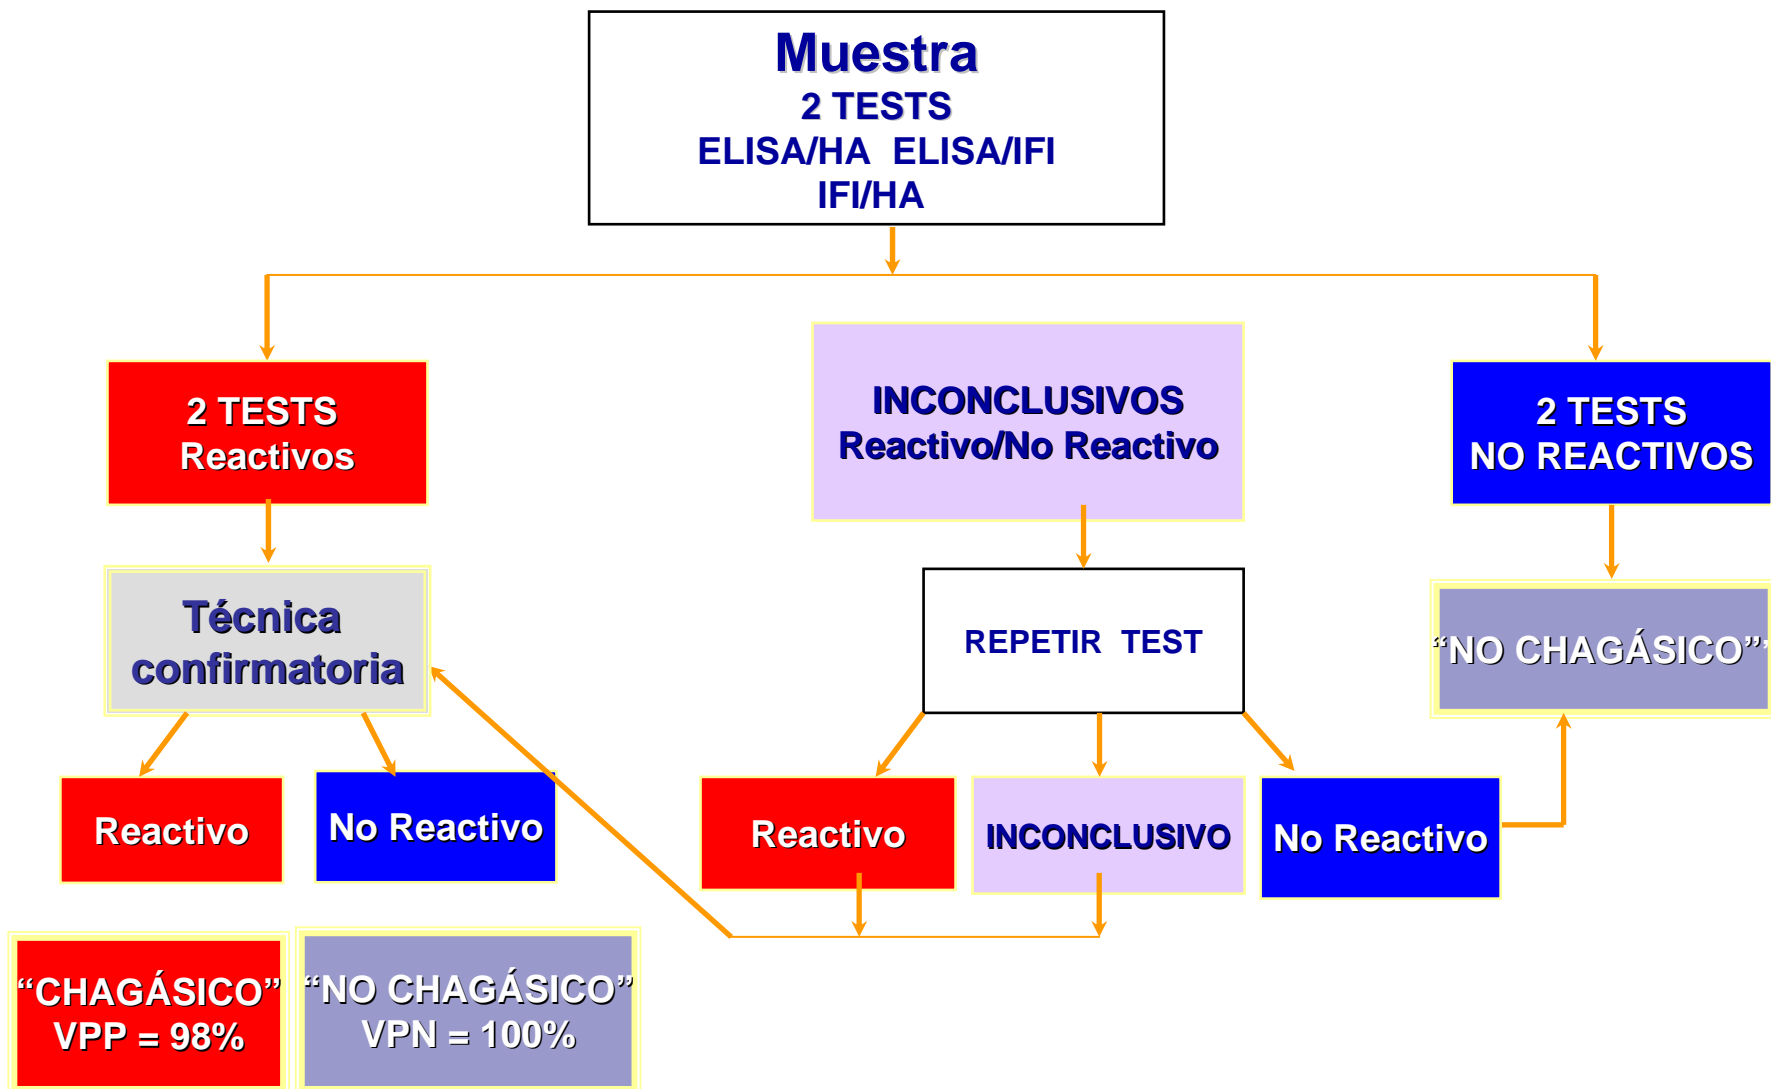 Muestra
2 TESTS
ELISA/HA ELISA/IFI
IFI/HA
2 TESTS
Reactivos
INCONCLUSIVOS
Reactivo/No Reactivo
2 TESTS
NO REACTIVOS
Técnica
confirmatoria
REPETIR TEST
“NO CHAGÁSICO”
Reactivo
No Reactivo
Reactivo
INCONCLUSIVO
No Reactivo
“CHAGÁSICO”
VPP = 98%
“NO CHAGÁSICO”
VPN = 100%